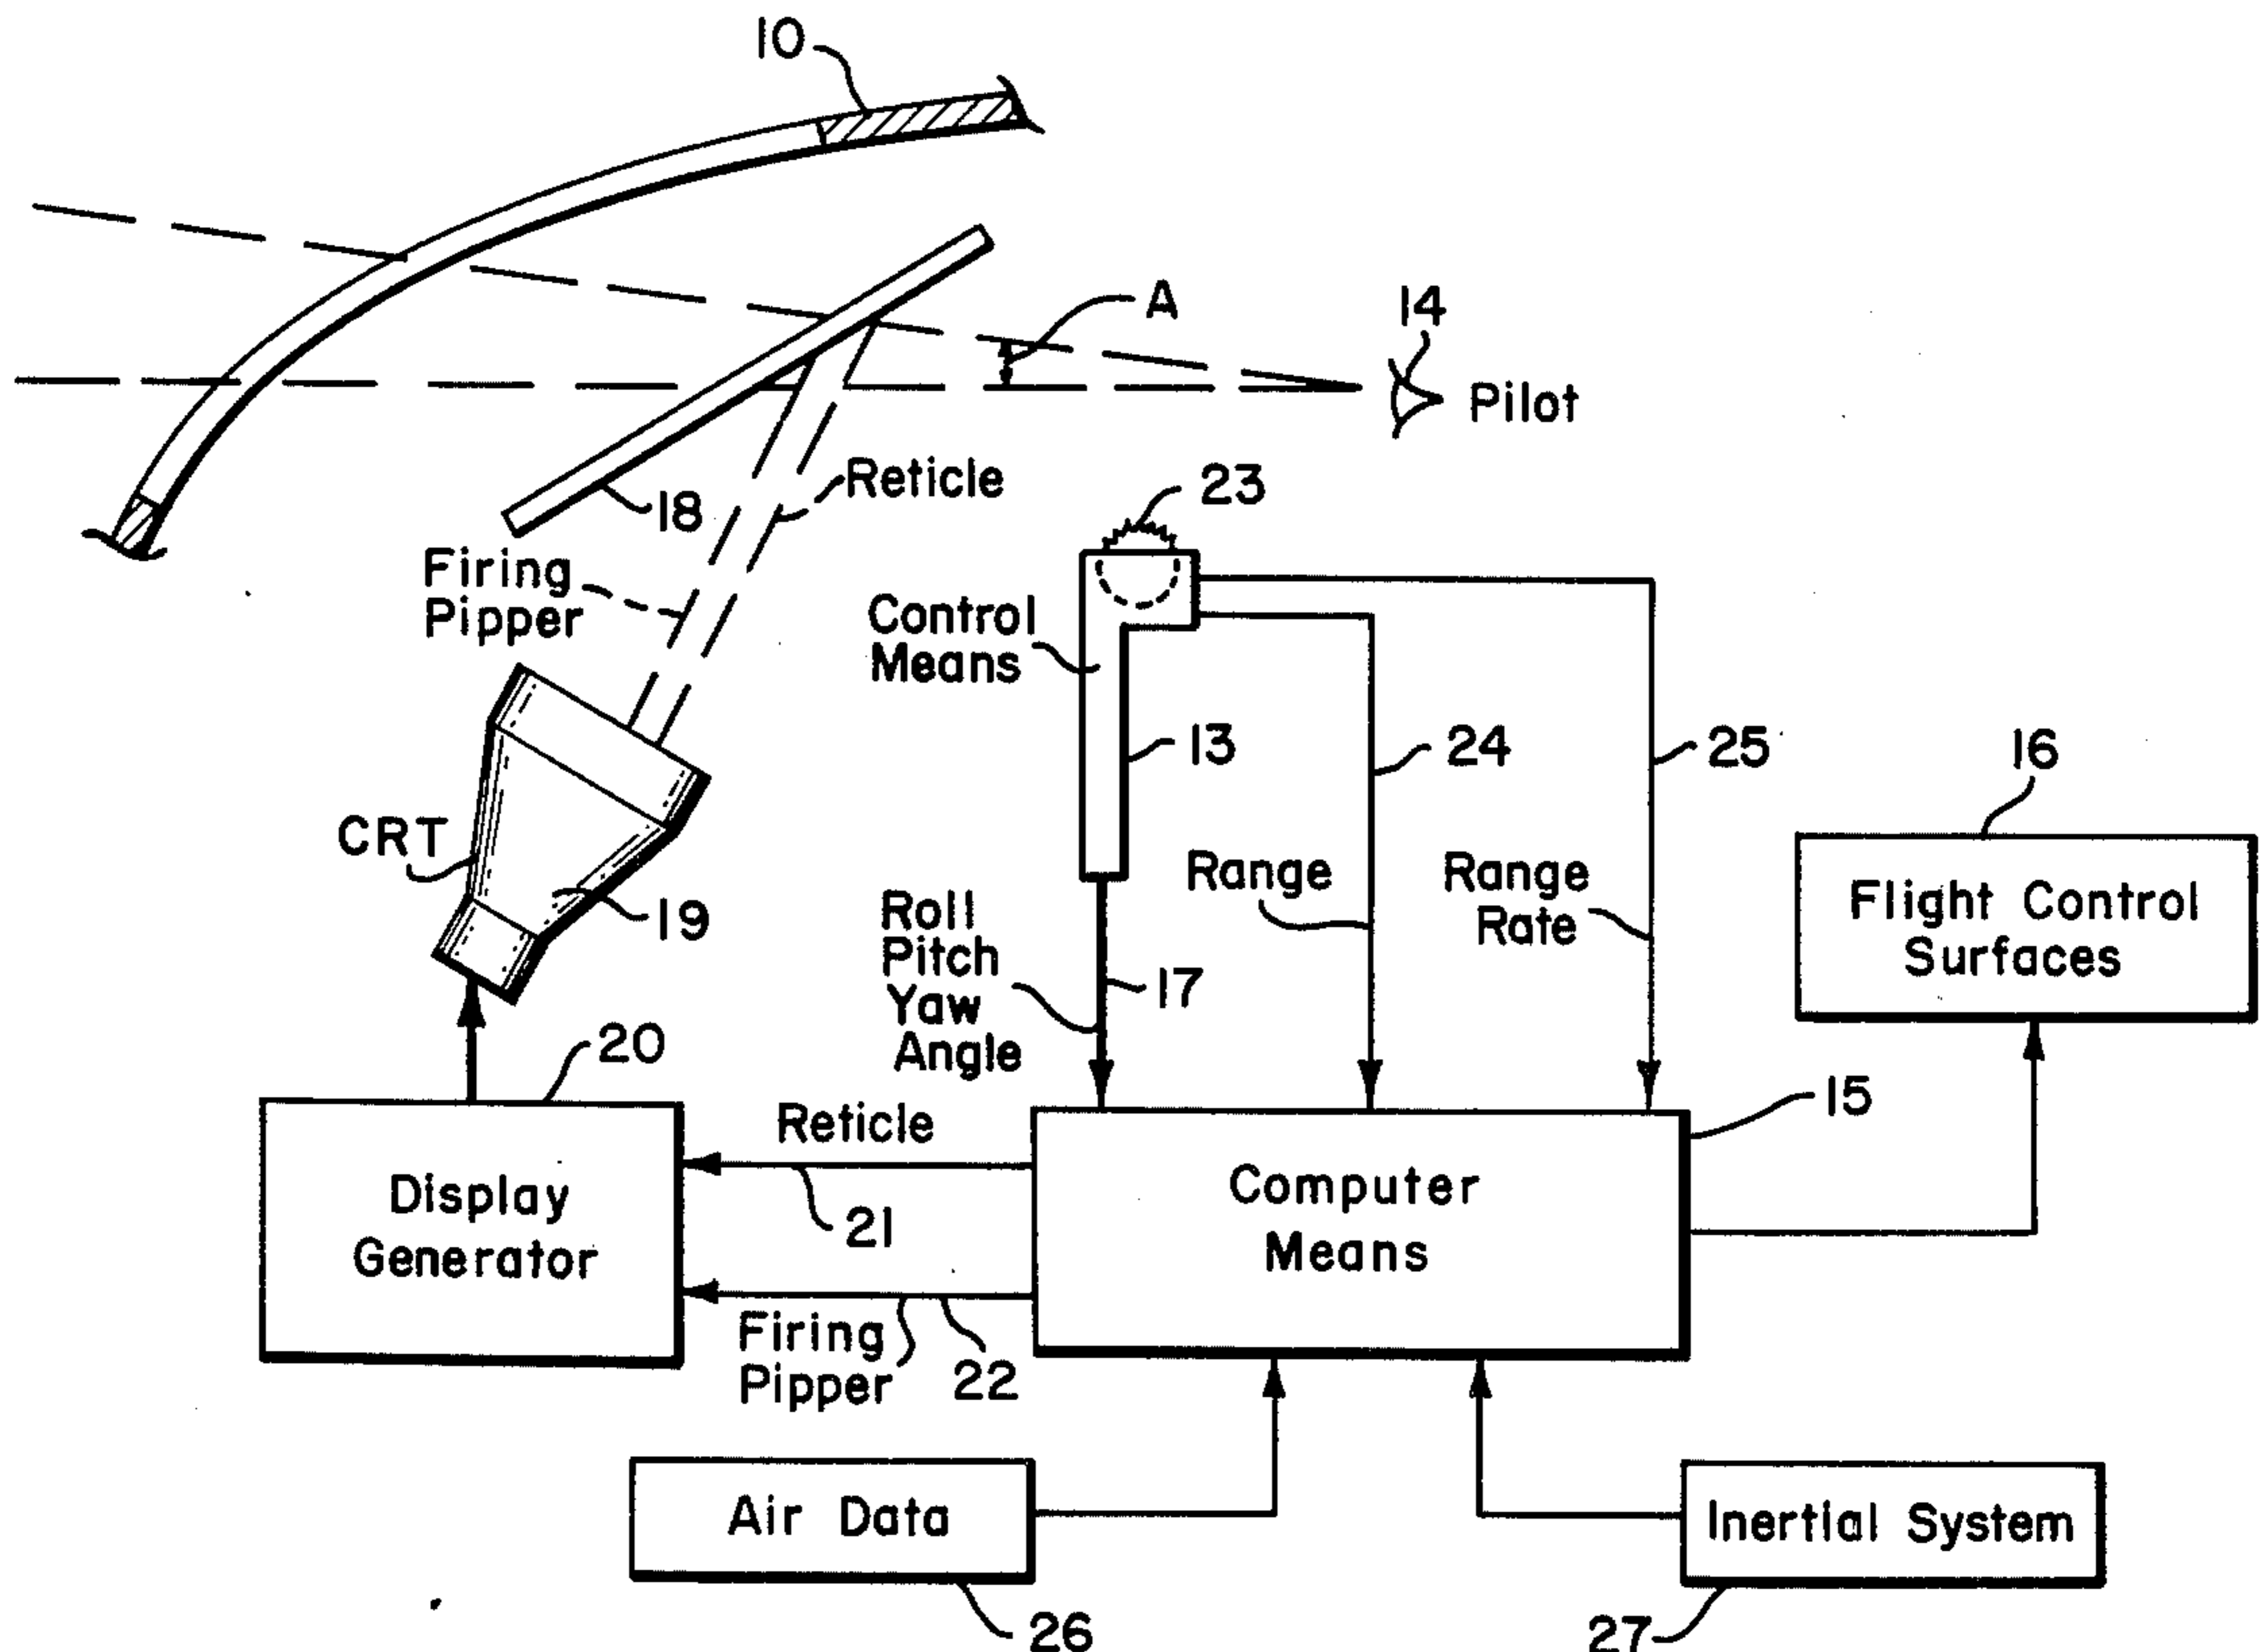 10
A
14
Pilot
Reticle
18
23
Firing
Pipper
Control
Means
13
24
25
16
CRT
19
Range
Range
Rate
Flight Control
Surfaces
Roll
Pitch
Yaw
Angle
17
20
15
Reticle
21
Display
Generator
Computer
Means
Firing
Pipper
22
Air Data
Inertial System
26
27